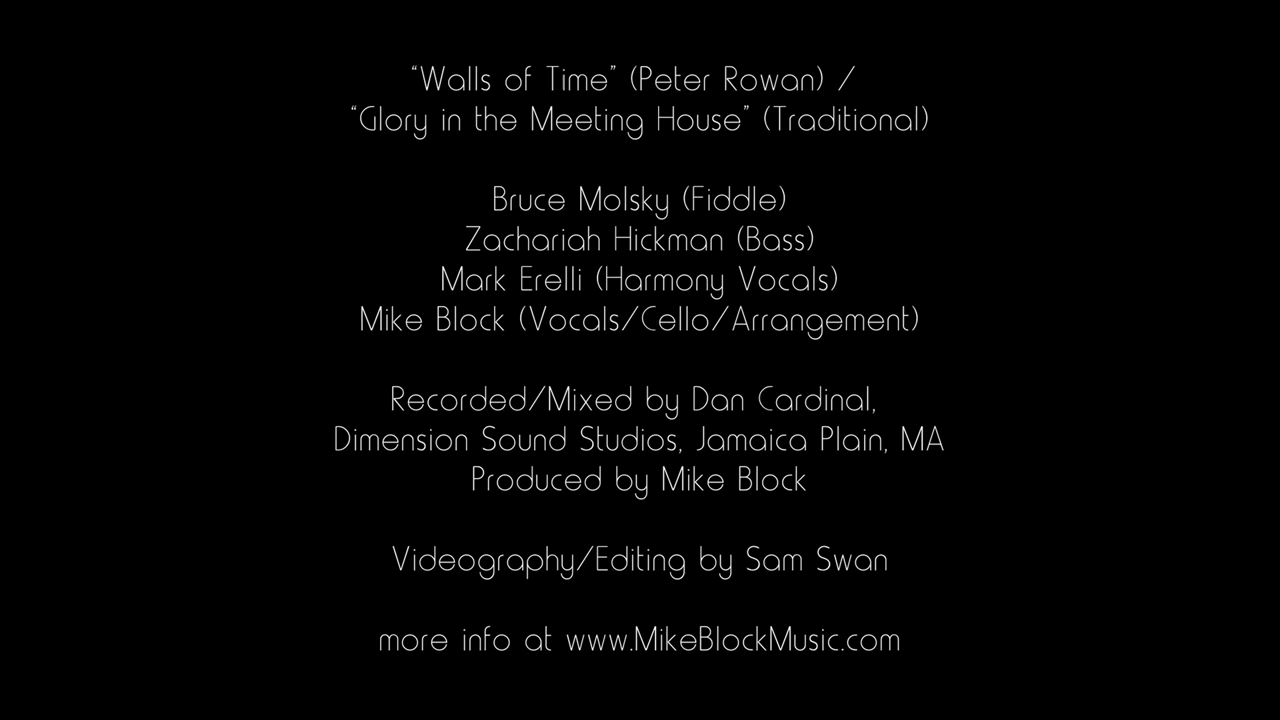 “Walls of Time” (Peter Rowan) /
“Glory in the Meeting House” (Traditional)
Bruce Molsky (Fiddle)
Zachariah Hickman (Bass)
Mark Erelli (Harmony Vocals)
Mike Block (Vocals/Cello/Arrangement)
Recorded/Mixed by Dan Cardinal,
Dimension Sound Studios, Jamaica Plain, MA
Produced by Mike Block
Videography/Editing by Sam Swan
more info at www.MikeBlockMusic.com